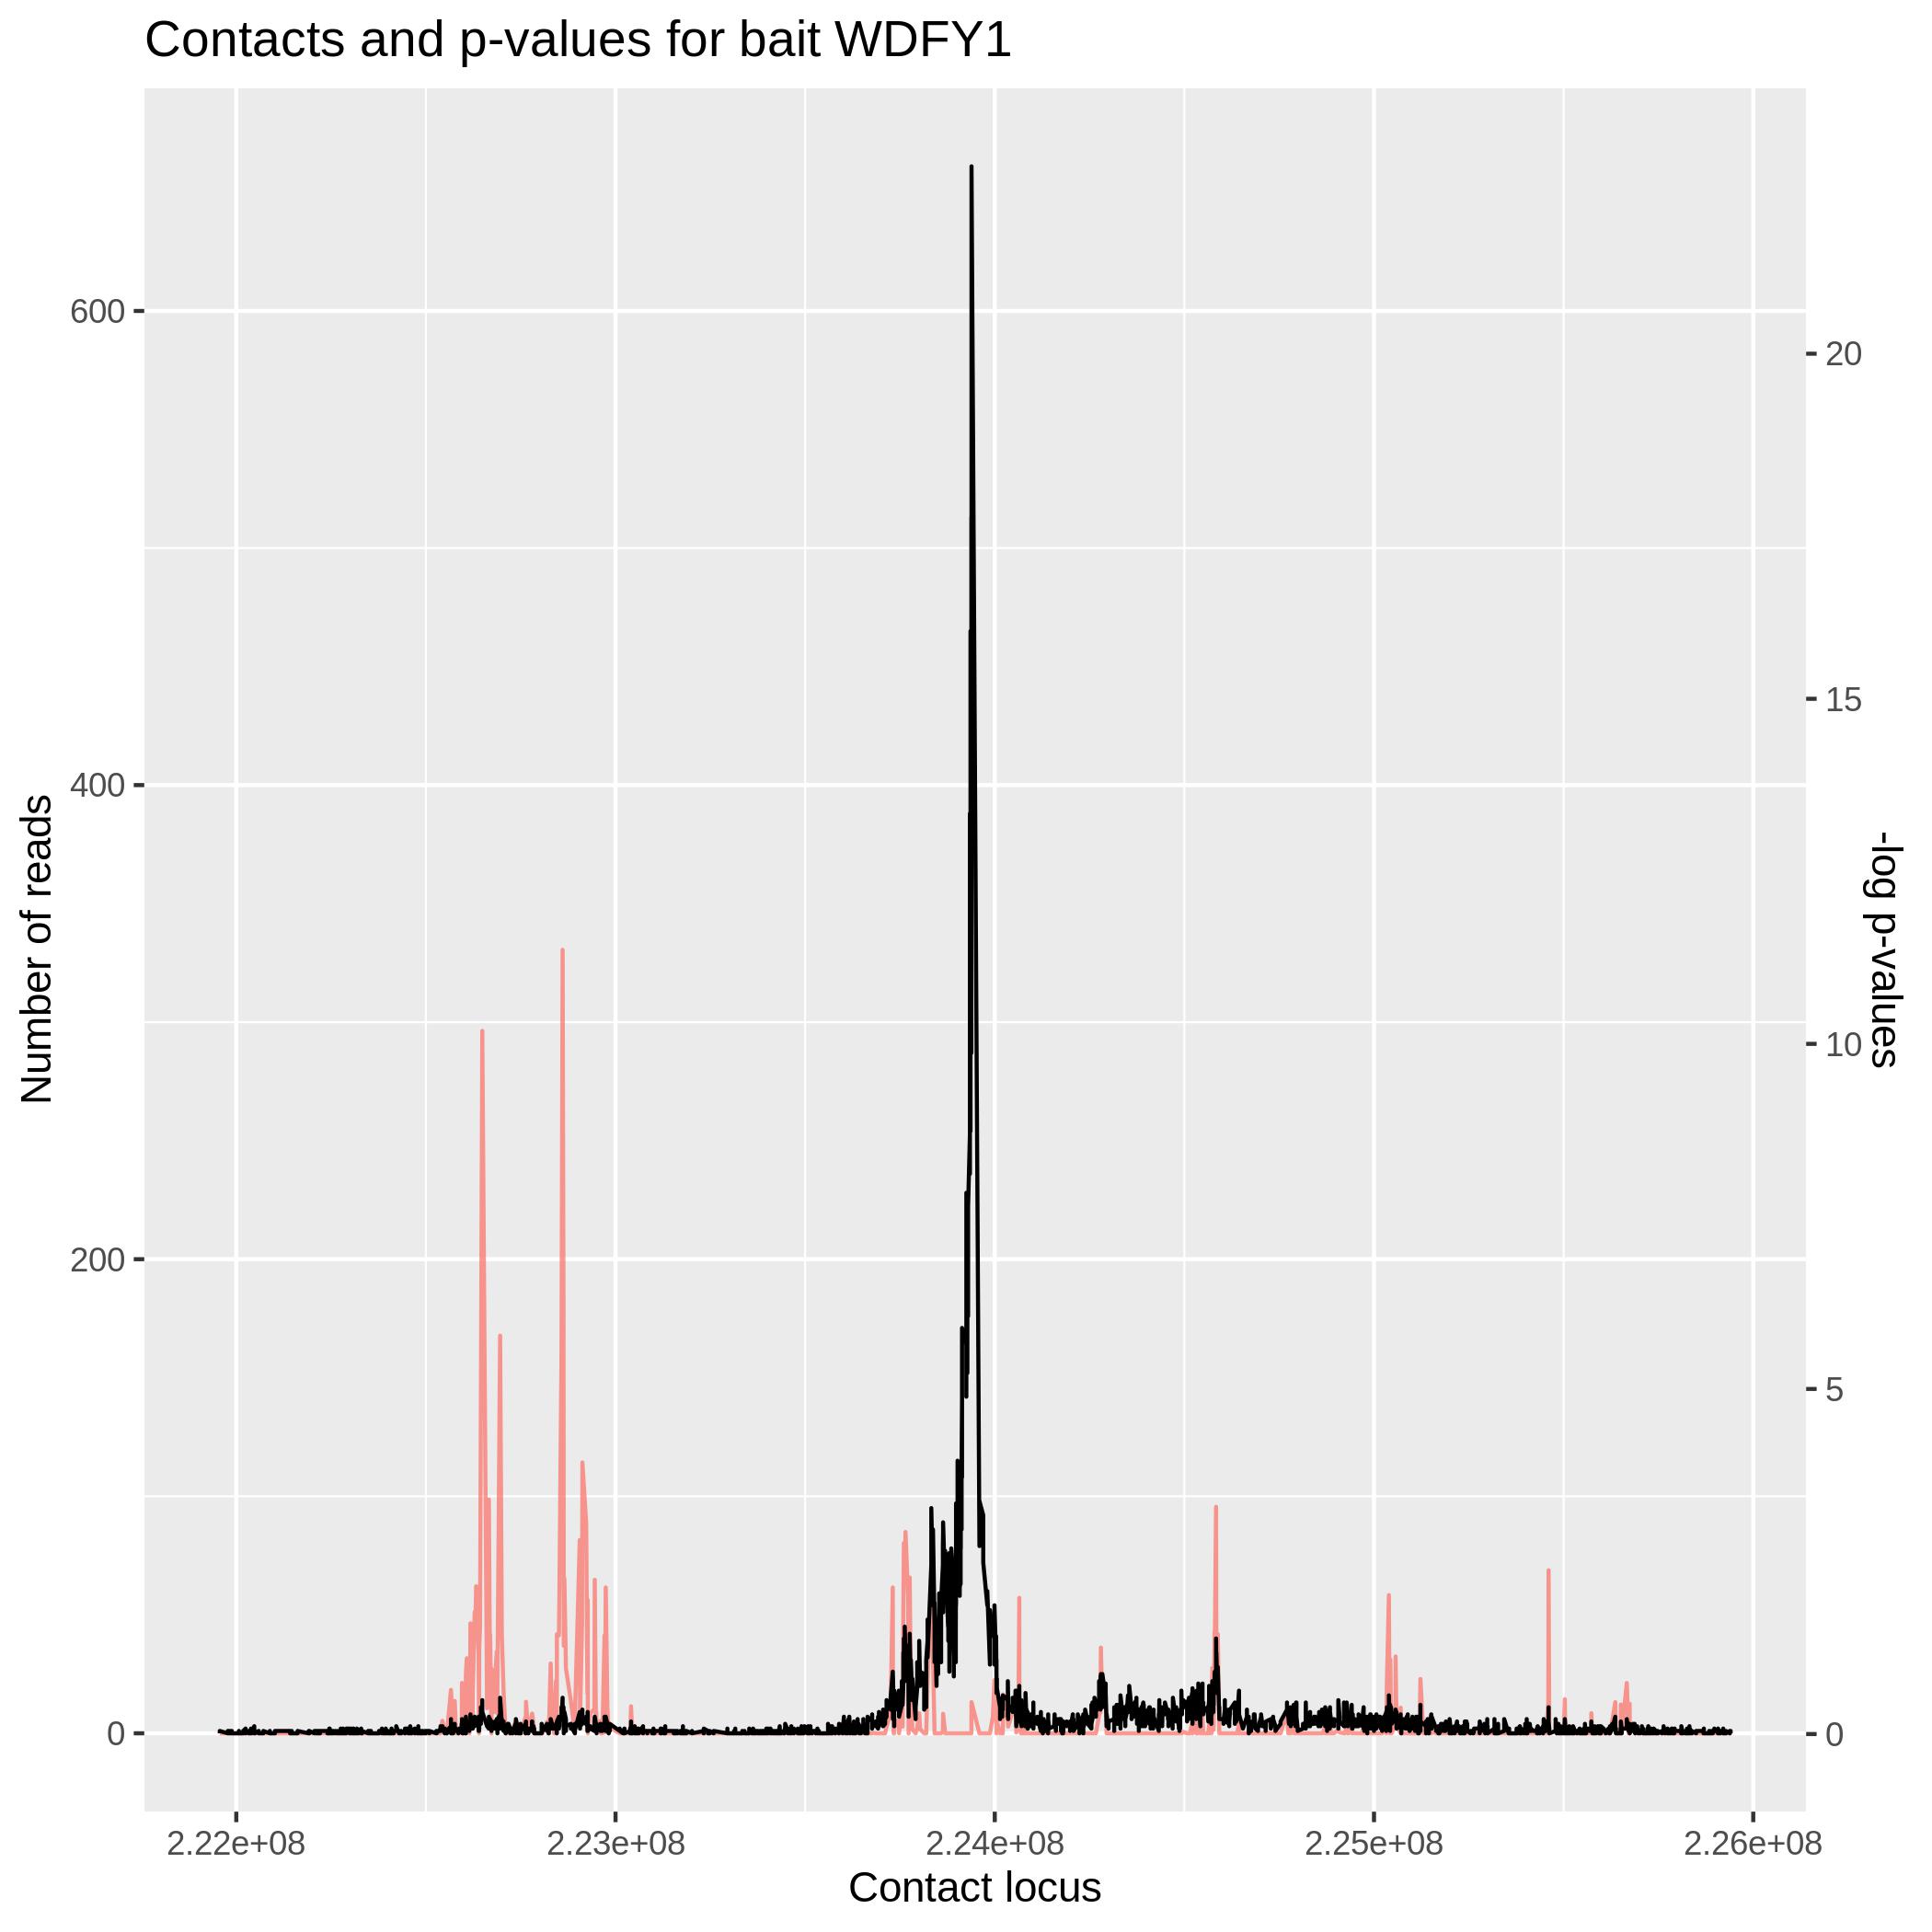 Contacts and p-values for bait WDFY1
600
400
200
0
Number of reads
20
15
10
5
0
-log p-values
2.22e+08
2.23e+08
2.24e+08
2.25e+08
2.26e+08
Contact locus